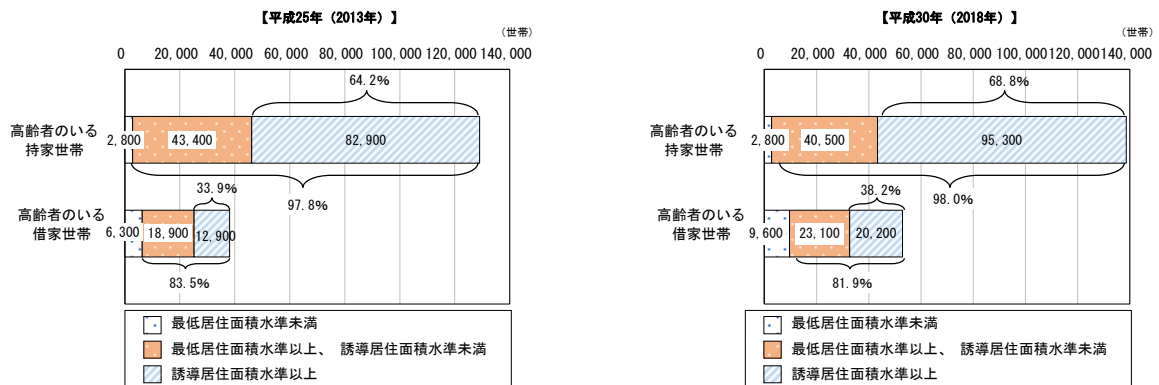 【平成25年（2013年）】
（世帯）
0 20,000 40,000 60,000 80,000 100,000 120,000 140,000
64.2%
高齢者のいる
持家世帯
2,800 43,400 82,900
97.8%
33.9%
高齢者のいる
借家世帯
6,300 18,900 12,900
83.5%
最低居住面積水準未満
最低居住面積水準以上、 誘導居住面積水準未満
誘導居住面積水準以上
【平成30年（2018年）】
（世帯）
0 20,000 40,000 60,000 80,000 100,000 120,000 140,000
68.8%
高齢者のいる
持家世帯
2,800 40,500 95,300
98.0%
38.2%
高齢者のいる
借家世帯
9,600 23,100 20,200
81.9%
最低居住面積水準未満
最低居住面積水準以上、 誘導居住面積水準未満
誘導居住面積水準以上